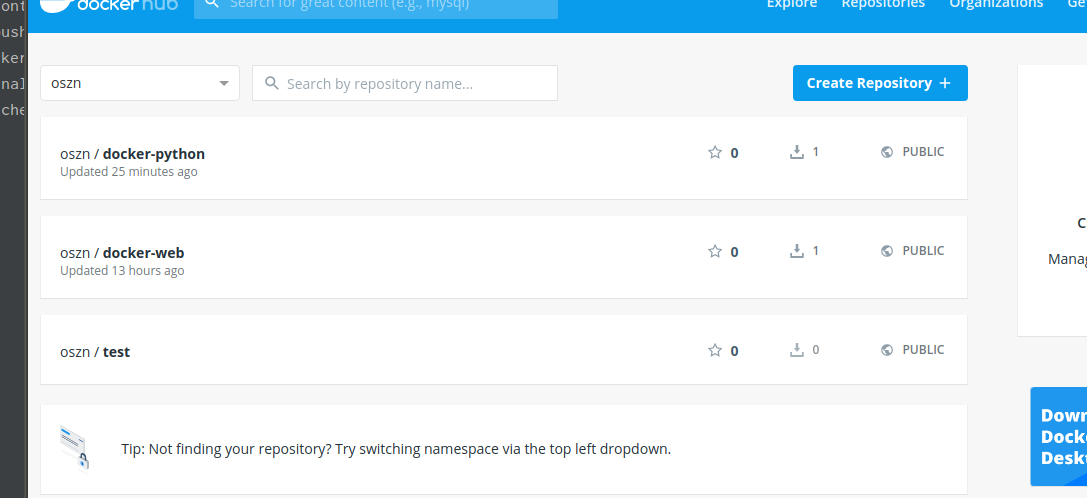 ont
docker hub
Search for great content (e.g., mysql)
Explore
Repositories
Organizations
Ge
oush
ker
nal
che
oszn
Search by repository name...
Create Repository +
oszn / docker-python
0
1
PUBLIC
Updated 25 minutes ago
oszn / docker-web
0
1
PUBLIC
Updated 13 hours ago
C
Manag
oszn / test
0
0
PUBLIC
Tip: Not finding your repository? Try switching namespace via the top left dropdown.
Down
Docke
Deskt